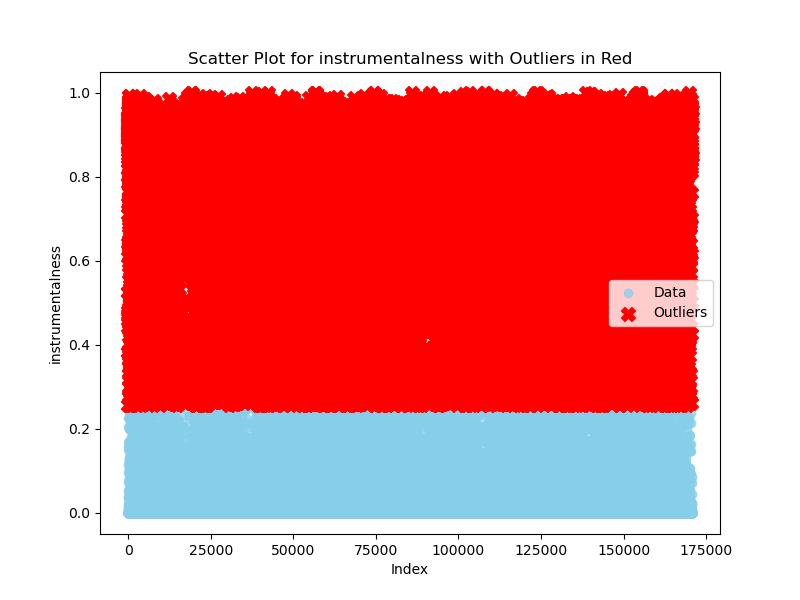 Scatter Plot for instrumentalness with Outliers in Red
1.0
0.8
0.6
0.4
0.2
0.0
instrumentalness
Data
Outliers
0 25000 50000 75000 100000 125000 150000 175000
Index